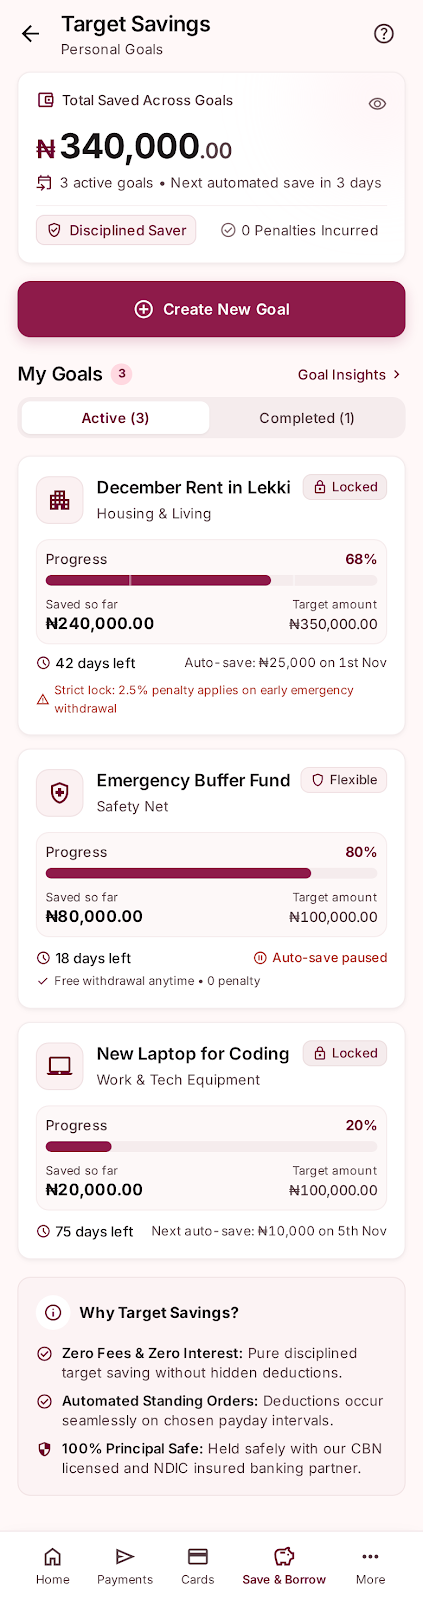 Target Savings
Personal Goals
Total Saved Across Goals
₦340,000.00
3 active goals • Next automated save in 3 days
Disciplined Saver
0 Penalties Incurred
Create New Goal
My Goals 3
Goal Insights
Active (3)
Completed (1)
December Rent in Lekki
Locked
Housing & Living
Progress
68%
Saved so far
Target amount
₦240,000.00
₦350,000.00
42 days left
Auto-save: ₦25,000 on 1st Nov
Strict lock: 2.5% penalty applies on early emergency
withdrawal
Emergency Buffer Fund
Flexible
Safety Net
Progress
80%
Saved so far
Target amount
₦80,000.00
₦100,000.00
18 days left
Auto-save paused
Free withdrawal anytime • 0 penalty
New Laptop for Coding
Locked
Work & Tech Equipment
Progress
20%
Saved so far
Target amount
₦20,000.00
₦100,000.00
75 days left
Next auto-save: ₦10,000 on 5th Nov
Why Target Savings?
Zero Fees & Zero Interest: Pure disciplined
target saving without hidden deductions.
Automated Standing Orders: Deductions occur
seamlessly on chosen payday intervals.
100% Principal Safe: Held safely with our CBN
licensed and NDIC insured banking partner.
Home
Payments
Cards
Save & Borrow
More